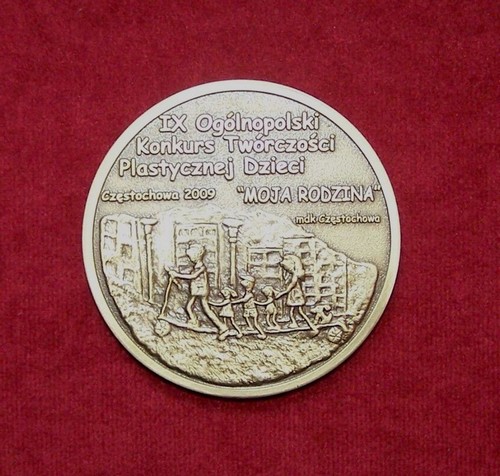 IX Ogólnopolski
Konkurs Twórczości
Plastycznej Dzieci
Częstochowa 2009 "MOJA RODZINA"
mdk Częstochowa